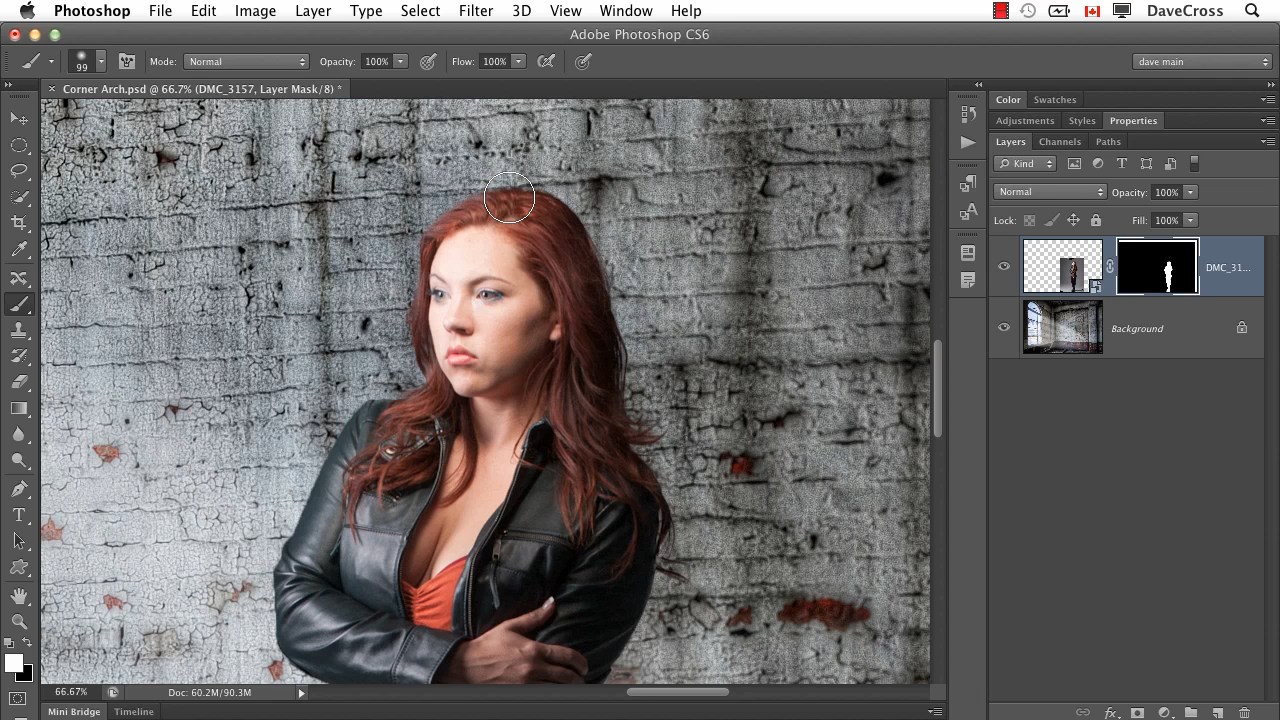 Photoshop File Edit Image Layer Type Select Filter 3D View Window Help DaveCross
Adobe Photoshop CS6
99 Mode: Normal Opacity: 100% Flow: 100% dave main
Corner Arch.psd @ 66.7% (DMC_3157, Layer Mask/8) *
Color Swatches
Adjustments Styles Properties
Layers Channels Paths
Kind
Normal Opacity: 100%
Lock: Fill: 100%
DMC_31...
Background
66.67% Doc: 60.2M/90.3M
Mini Bridge Timeline